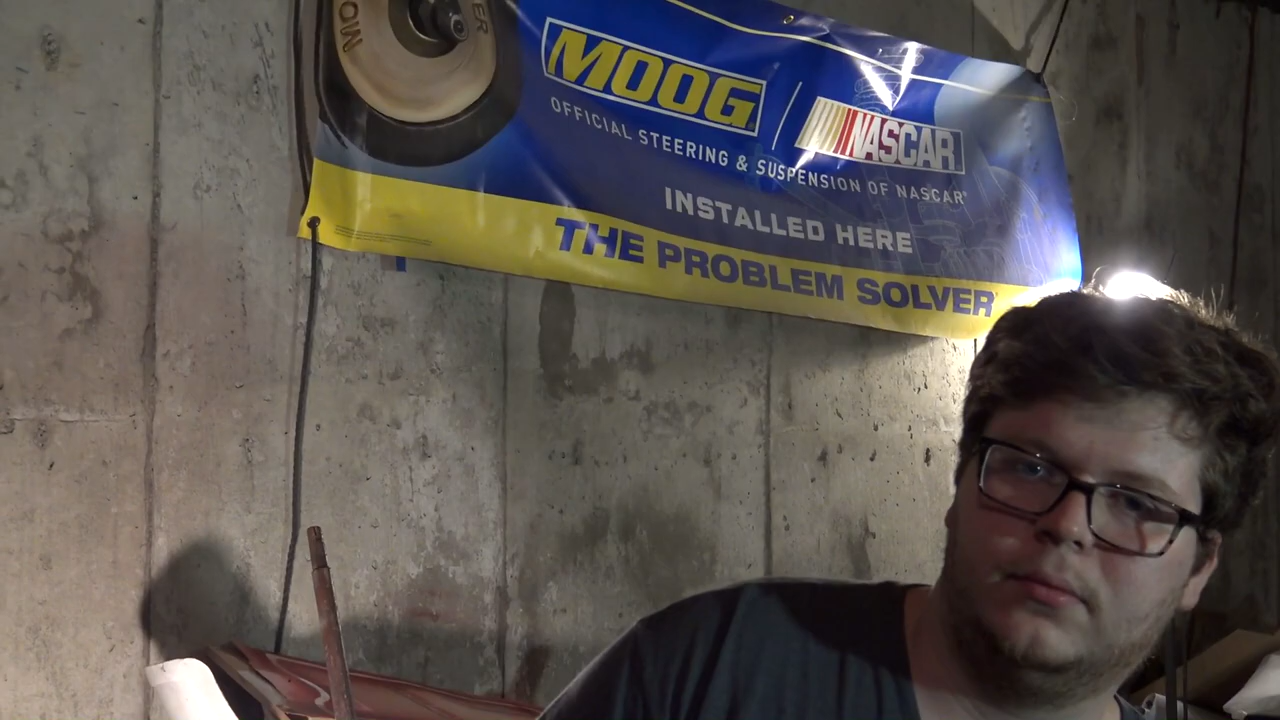 MOOG
NASCAR
OFFICIAL STEERING & SUSPENSION OF NASCAR®
INSTALLED HERE
THE PROBLEM SOLVER